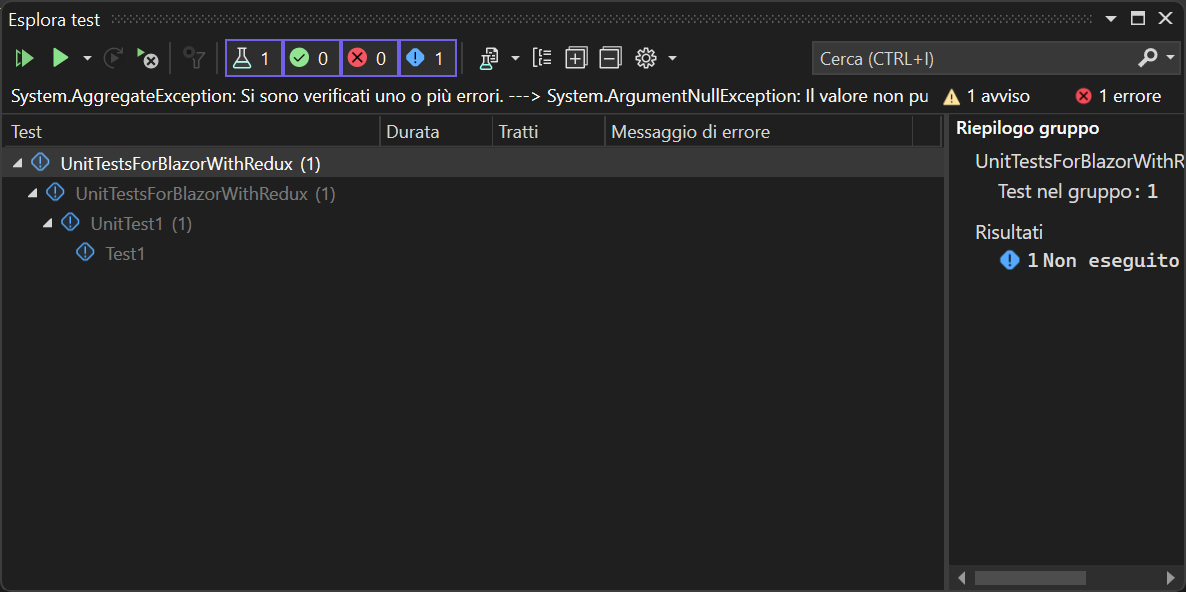 Esplora test
1 0 0 1 Cerca (CTRL+I)
System.AggregateException: Si sono verificati uno o più errori. ---> System.ArgumentNullException: Il valore non pu 1 avviso 1 errore
Test Durata Tratti Messaggio di errore
UnitTestsForBlazorWithRedux (1)
UnitTestsForBlazorWithRedux (1)
UnitTest1 (1)
Test1
Riepilogo gruppo
UnitTestsForBlazorWithR
Test nel gruppo: 1
Risultati
1 Non eseguito